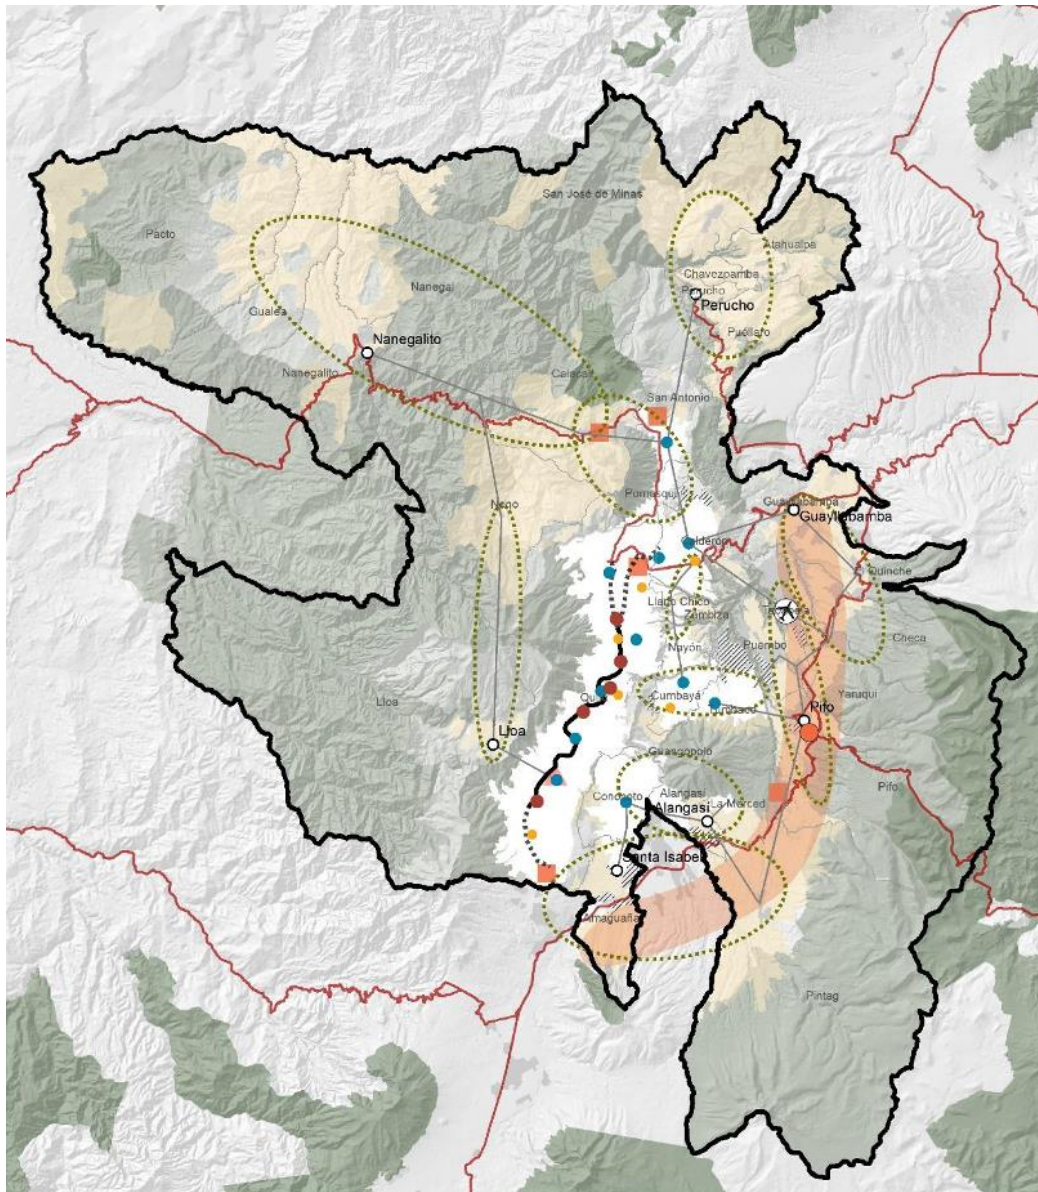 San José de Minas
Pacto
Atahualpa
Chavezpamba
Perucho
Nanegal
Perucho
Gualea
Puéllaro
Nanegalito
Nanegalito
Calacalí
San Antonio
Nono
Pomasqui
Guayllabamba
Guayllabamba
Calderón
El Quinche
Llano Chico
Zámbiza
Checa
Nayón
Puembo
Cumbayá
Yaruquí
Lloa
Tumbaco
Pifo
Lloa
Guangopolo
Pifo
Conocoto
Alangasí
La Merced
Alangasí
Santa Isabel
Amaguaña
Pintag